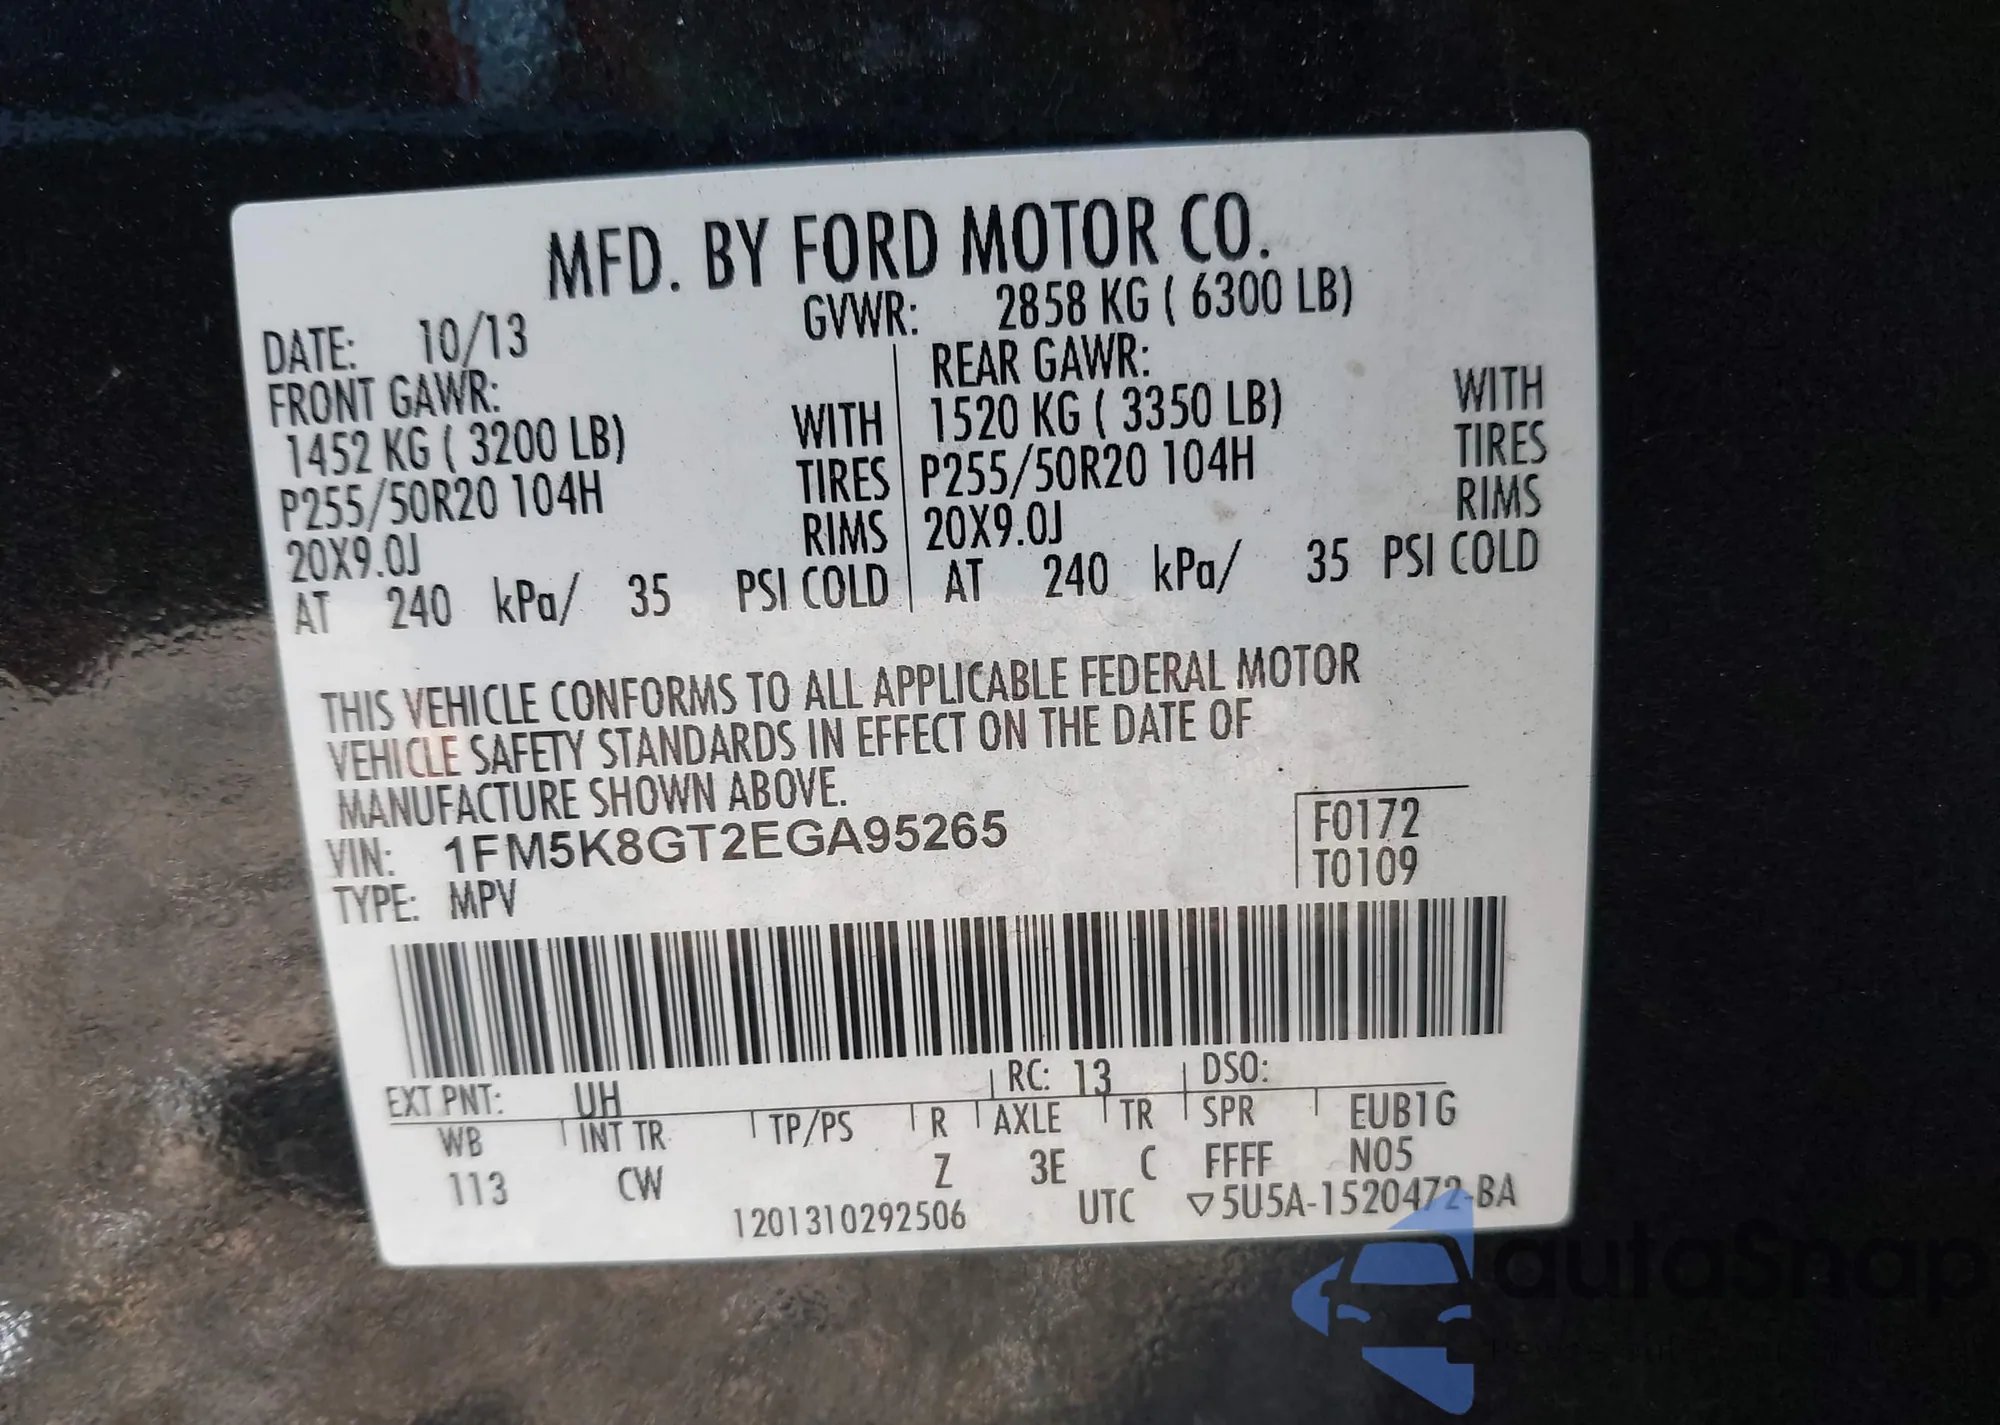 MFD. BY FORD MOTOR CO.
DATE: 10/13
GVWR: 2858 KG ( 6300 LB)
FRONT GAWR:
1452 KG ( 3200 LB) WITH
P255/50R20 104H TIRES
20X9.0J RIMS
AT 240 kPa/ 35 PSI COLD
REAR GAWR:
1520 KG ( 3350 LB) WITH
P255/50R20 104H TIRES
20X9.0J RIMS
AT 240 kPa/ 35 PSI COLD
THIS VEHICLE CONFORMS TO ALL APPLICABLE FEDERAL MOTOR
VEHICLE SAFETY STANDARDS IN EFFECT ON THE DATE OF
MANUFACTURE SHOWN ABOVE.
VIN: 1FM5K8GT2EGA95265
TYPE: MPV
F0172
T0109
EXT PNT: UH RC: 13 DSO:
WB INT TR TP/PS R AXLE TR SPR EUB1G
113 CW Z 3E C FFFF N05
1201310292506 UTC ▽5U5A-1520472-BA
autoSnap